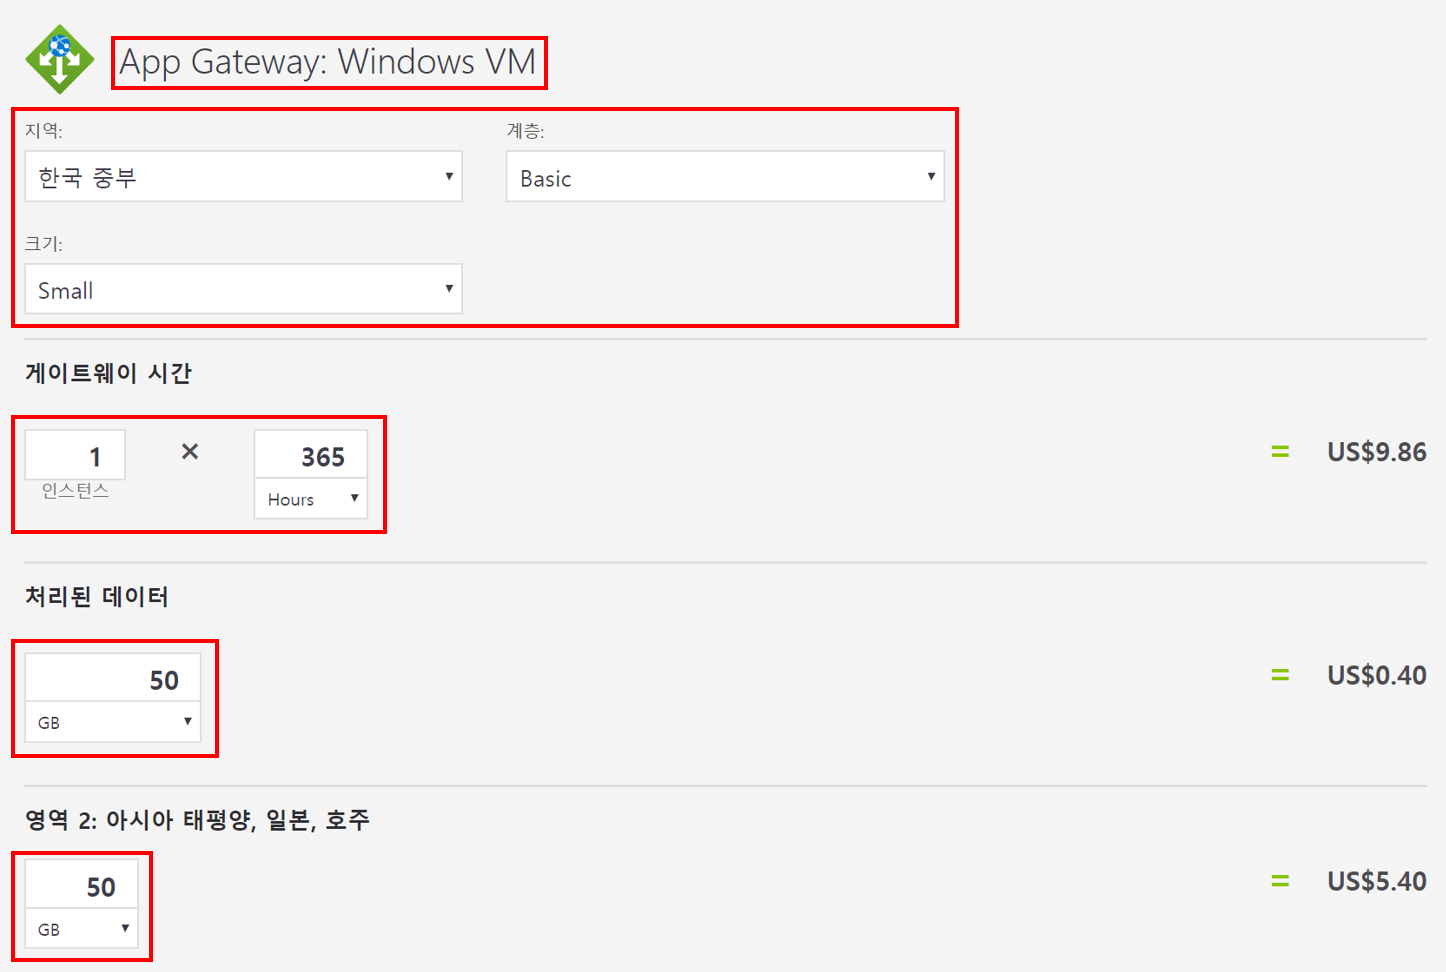 App Gateway: Windows VM
지역:
계층:
한국 중부
Basic
크기:
Small
게이트웨이 시간
1
×
365
= US$9.86
인스턴스
Hours
처리된 데이터
50
= US$0.40
GB
영역 2: 아시아 태평양, 일본, 호주
50
= US$5.40
GB